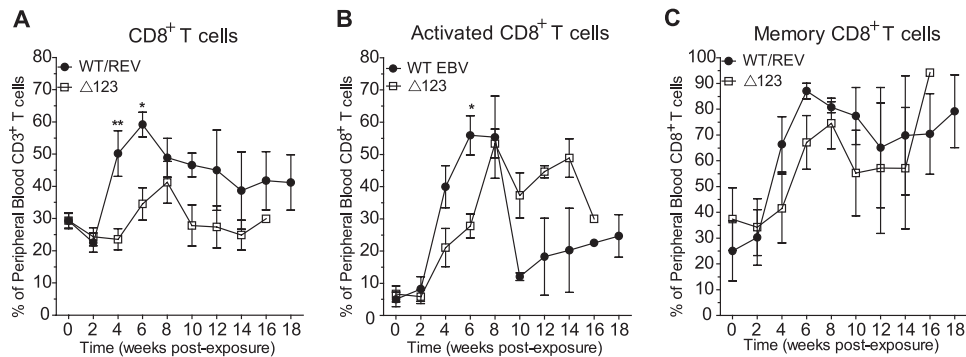 A
CD8+ T cells
WT/REV
△123
**
*
% of Peripheral Blood CD3+ T cells
80
70
60
50
40
30
20
10
0
0 2 4 6 8 10 12 14 16 18
Time (weeks post-exposure)
B
Activated CD8+ T cells
WT EBV
△123
*
% of Peripheral Blood CD8+ T cells
80
70
60
50
40
30
20
10
0
0 2 4 6 8 10 12 14 16 18
Time (weeks post-exposure)
C
Memory CD8+ T cells
WT/REV
△123
% of Peripheral Blood CD8+ T cells
100
90
80
70
60
50
40
30
20
10
0
0 2 4 6 8 10 12 14 16 18
Time (weeks post-exposure)